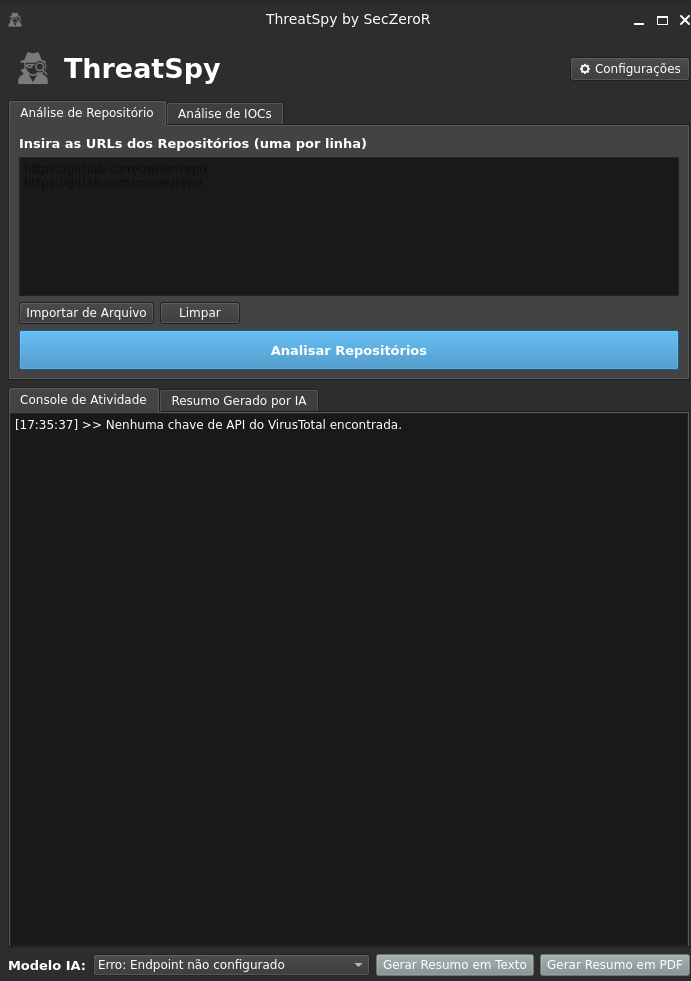 ThreatSpy by SecZeroR
ThreatSpy
Configurações
Análise de Repositório
Análise de IOCs
Insira as URLs dos Repositórios (uma por linha)
https://github.com/owner/repo
https://gitlab.com/owner/repo
Importar de Arquivo
Limpar
Analisar Repositórios
Console de Atividade
Resumo Gerado por IA
[17:35:37] >> Nenhuma chave de API do VirusTotal encontrada.
Modelo IA:
Erro: Endpoint não configurado
Gerar Resumo em Texto
Gerar Resumo em PDF